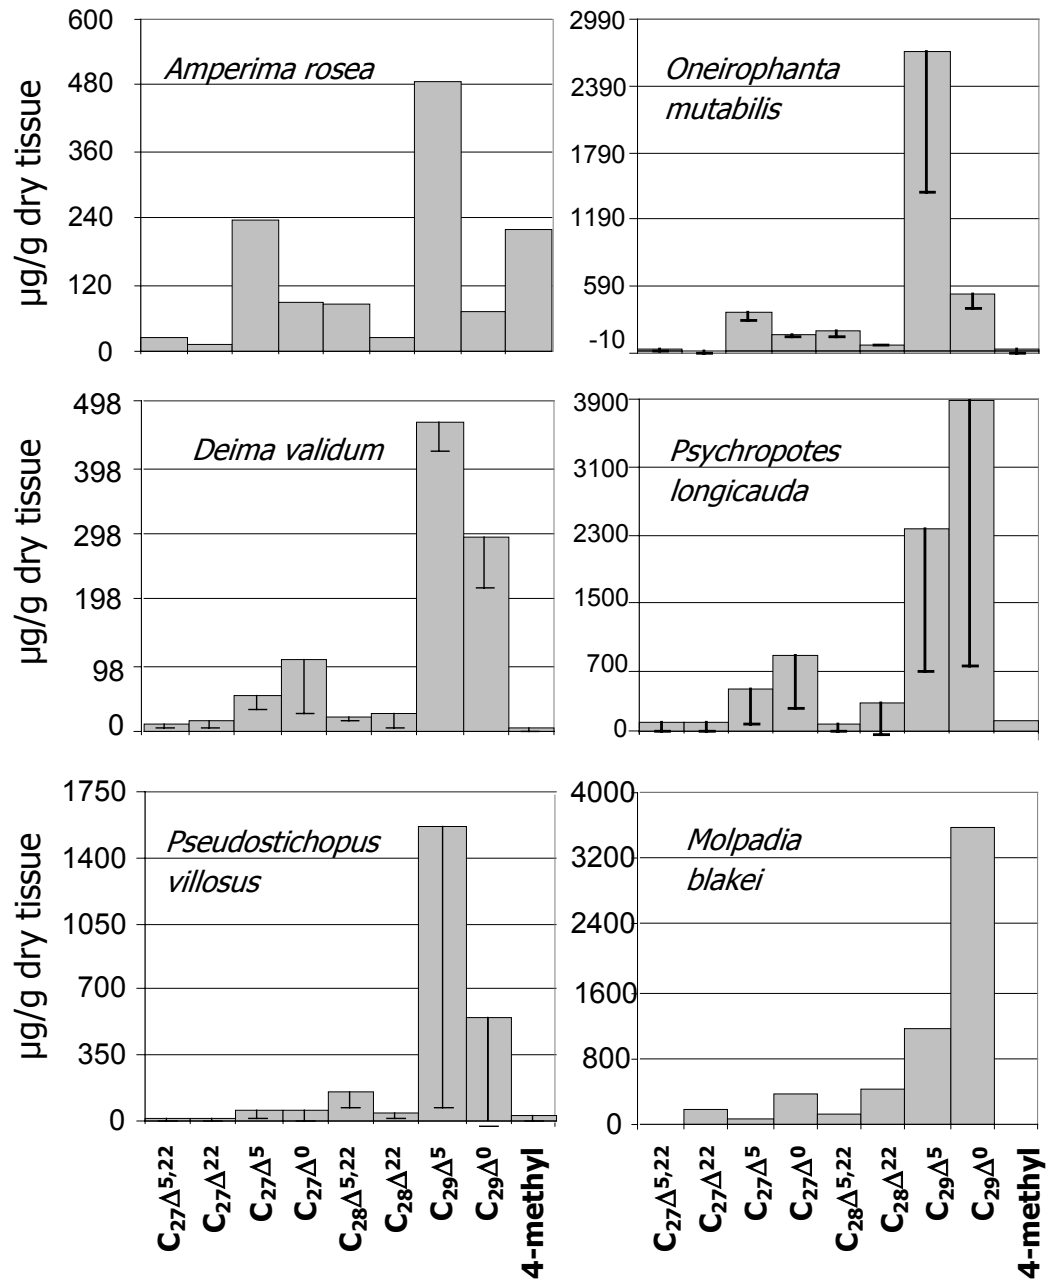 600
480
360
240
120
0
µg/g dry tissue
Amperima rosea
2990
2390
1790
1190
590
-10
Oneirophanta
mutabilis
498
398
298
198
98
0
µg/g dry tissue
Deima validum
3900
3100
2300
1500
700
0
Psychropotes
longicauda
1750
1400
1050
700
350
0
µg/g dry tissue
Pseudostichopus
villosus
4000
3200
2400
1600
800
0
Molpadia
blakei
C₂₇Δ⁵,²²
C₂₇Δ²²
C₂₇Δ⁵
C₂₇Δ⁰
C₂₈Δ⁵,²²
C₂₈Δ²²
C₂₉Δ⁵
C₂₉Δ⁰
4-methyl
C₂₇Δ⁵,²²
C₂₇Δ²²
C₂₇Δ⁵
C₂₇Δ⁰
C₂₈Δ⁵,²²
C₂₈Δ²²
C₂₉Δ⁵
C₂₉Δ⁰
4-methyl